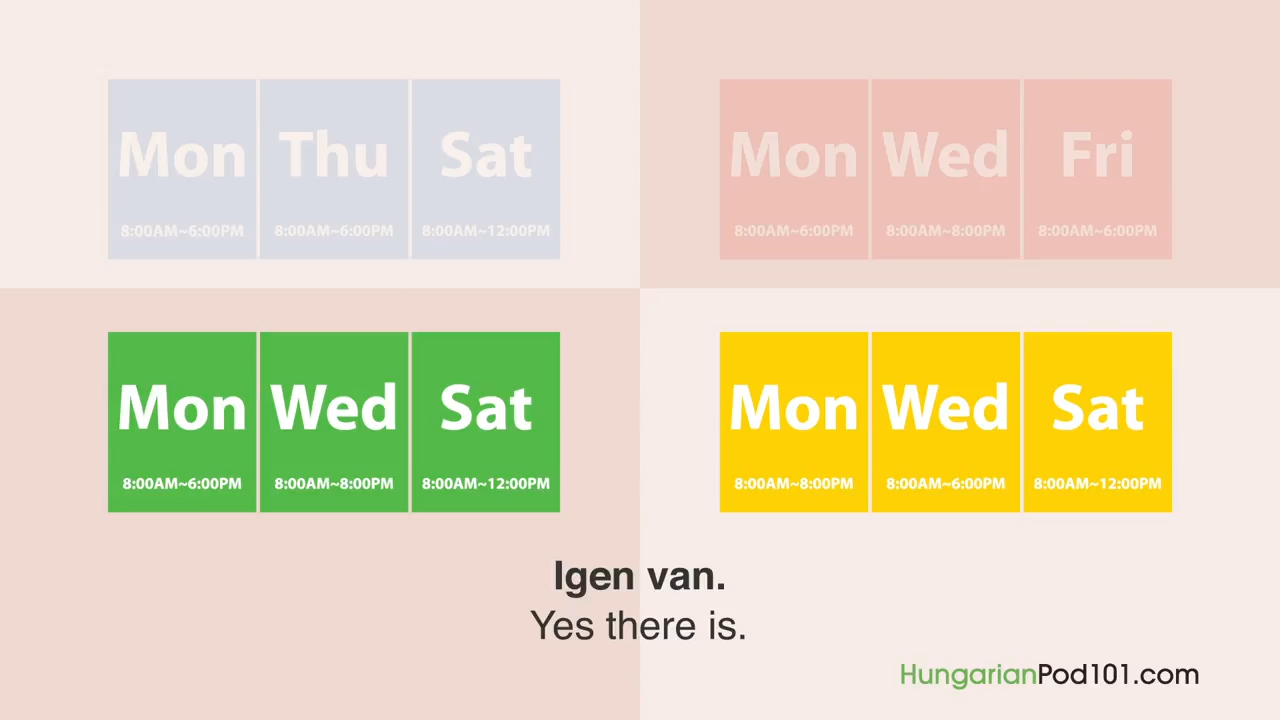 Mon Thu Sat
8:00AM~6:00PM 8:00AM~6:00PM 8:00AM~12:00PM
Mon Wed Fri
8:00AM~6:00PM 8:00AM~8:00PM 8:00AM~6:00PM
Mon Wed Sat
8:00AM~6:00PM 8:00AM~8:00PM 8:00AM~12:00PM
Mon Wed Sat
8:00AM~8:00PM 8:00AM~6:00PM 8:00AM~12:00PM
Igen van.
Yes there is.
HungarianPod101.com